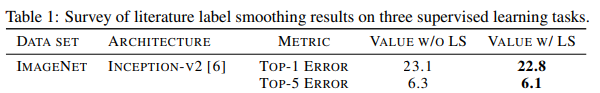 Table 1: Survey of literature label smoothing results on three supervised learning tasks.
DATA SET ARCHITECTURE METRIC VALUE W/O LS VALUE W/ LS
IMAGENET INCEPTION-V2 [6] TOP-1 ERROR 23.1 22.8
TOP-5 ERROR 6.3 6.1